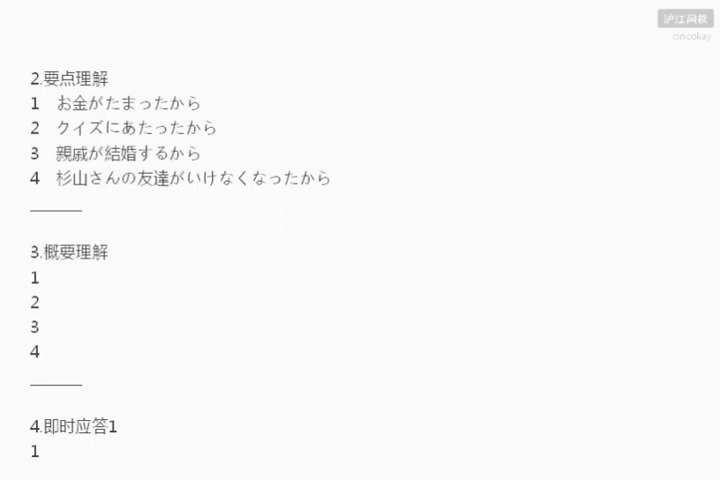 沪江网校
cincokay
2.要点理解
1 お金がたまったから
2 クイズにあたったから
3 親戚が結婚するから
4 杉山さんの友達がいけなくなったから
3.概要理解
1
2
3
4
4.即时应答1
1